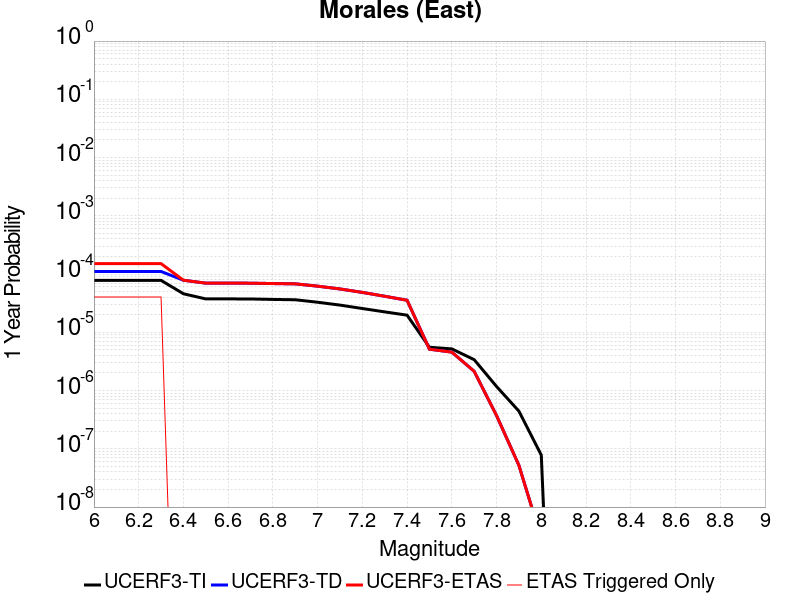 Morales (East)
10 0
10 -1
10 -2
10 -3
10 -4
10 -5
10 -6
10 -7
10 -8
1 Year Probability
6 6.2 6.4 6.6 6.8 7 7.2 7.4 7.6 7.8 8 8.2 8.4 8.6 8.8 9
Magnitude
UCERF3-TI UCERF3-TD UCERF3-ETAS ETAS Triggered Only